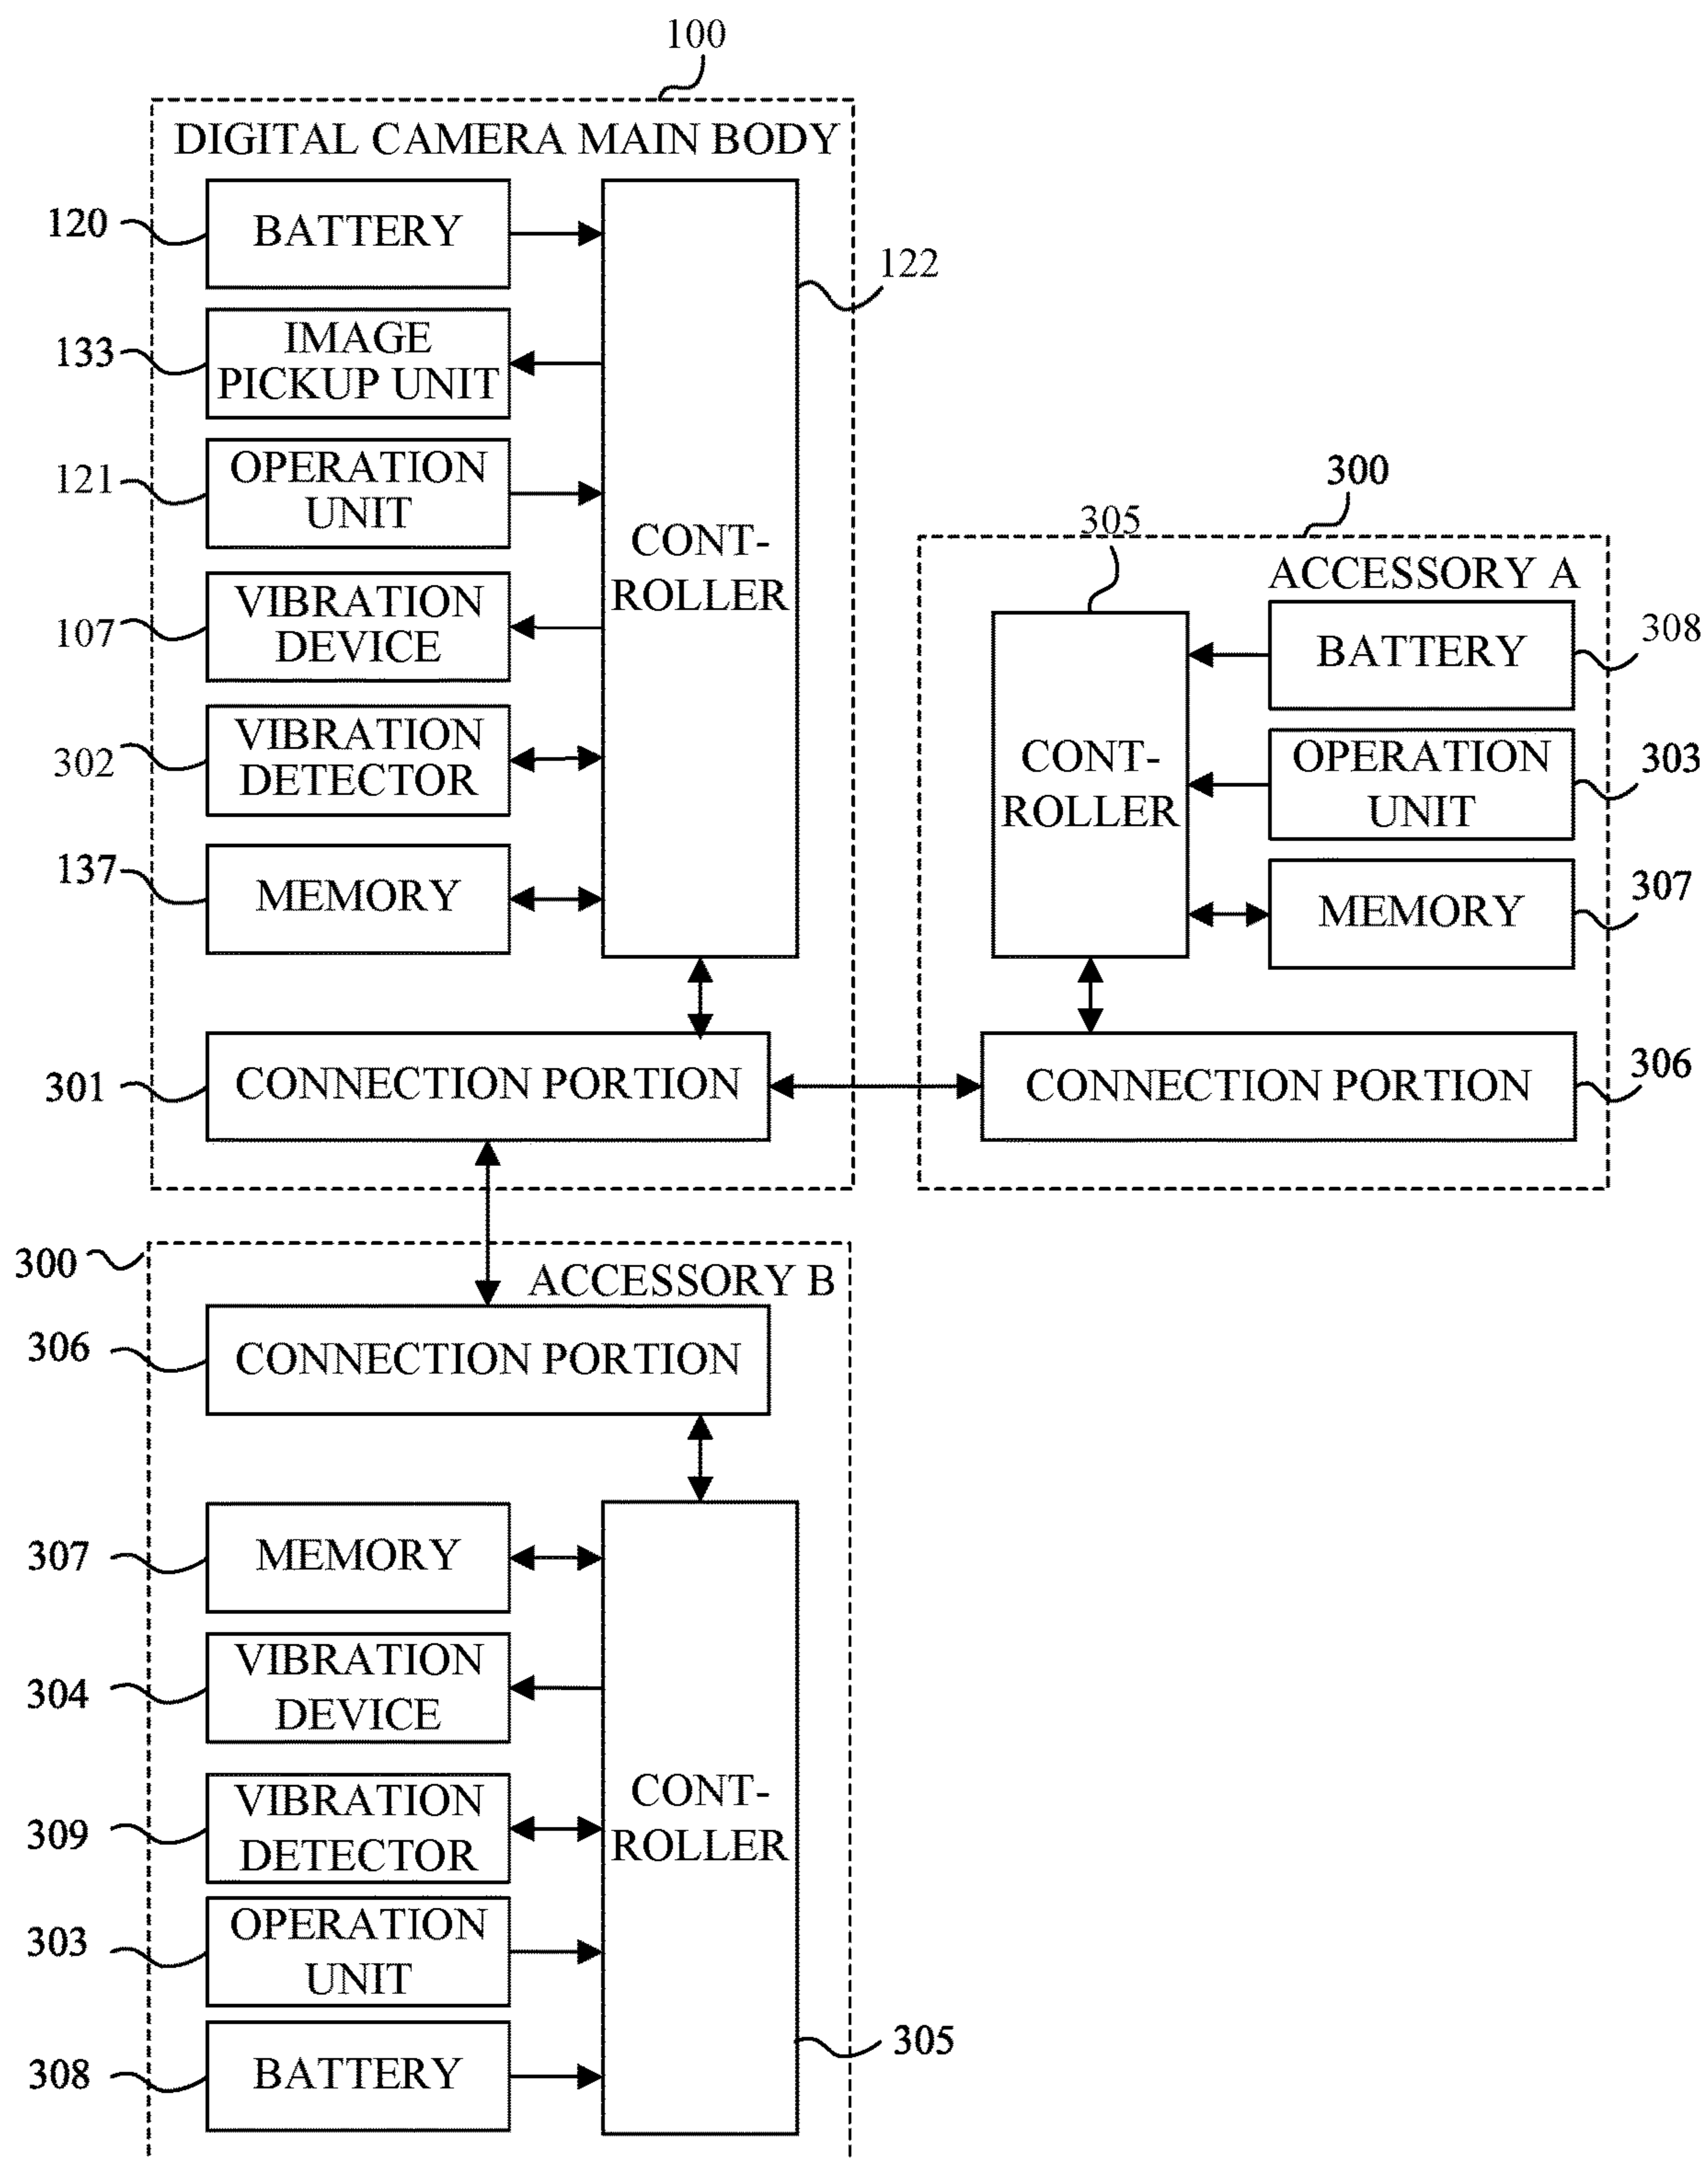 100
DIGITAL CAMERA MAIN BODY
120
BATTERY
122
133
IMAGE
PICKUP UNIT
121
OPERATION
UNIT
CONT-
ROLLER
107
VIBRATION
DEVICE
302
VIBRATION
DETECTOR
137
MEMORY
301
CONNECTION PORTION
300
305
ACCESSORY A
BATTERY
308
CONT-
ROLLER
OPERATION
UNIT
303
MEMORY
307
CONNECTION PORTION
306
300
ACCESSORY B
306
CONNECTION PORTION
307
MEMORY
304
VIBRATION
DEVICE
309
VIBRATION
DETECTOR
CONT-
ROLLER
303
OPERATION
UNIT
308
BATTERY
305